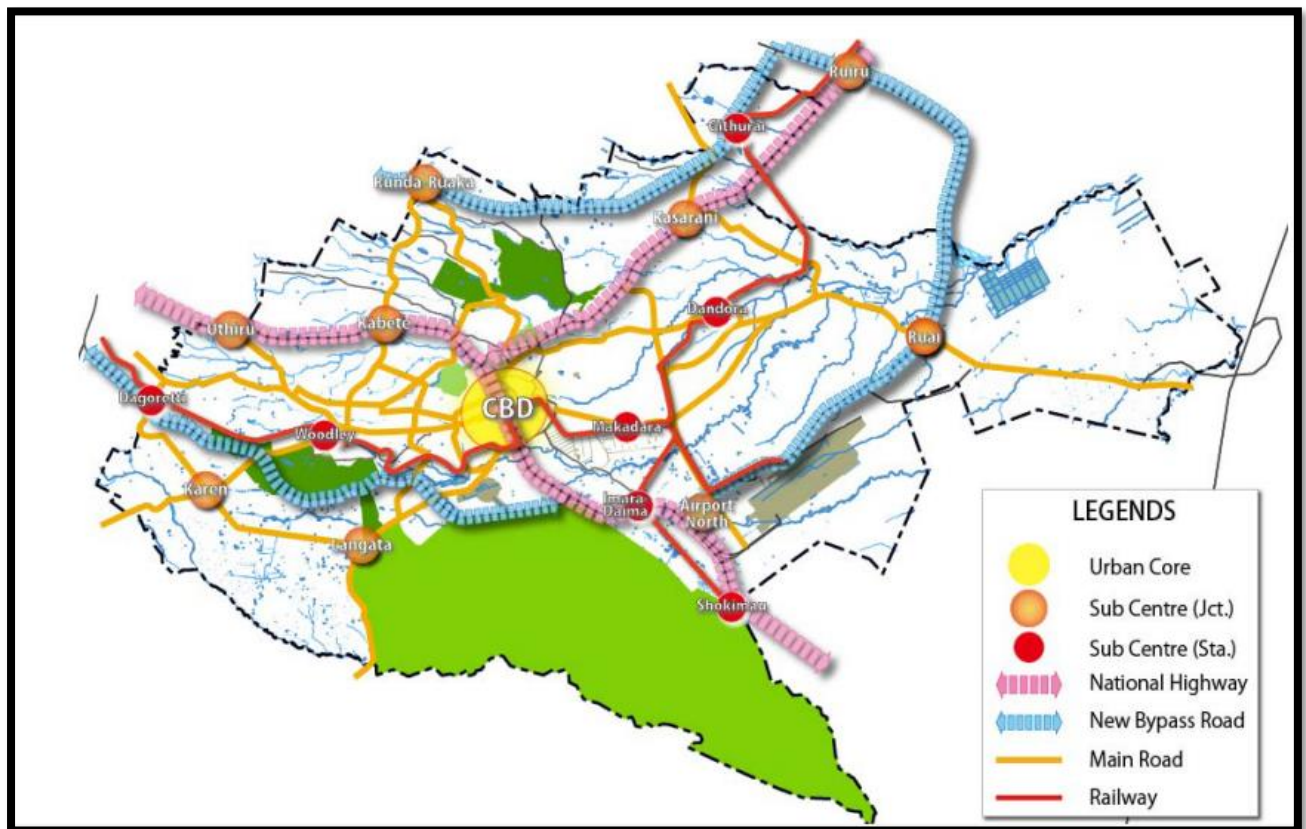 Ruiru
Githurai
Runda Ruaka
Kasarani
Dandora
Uthiru
Kabete
Ruai
Dagoretti
CBD
Woodley
Makadara
Karen
Imara
Daima
Airport
North
Langata
Shokimau
LEGENDS
Urban Core
Sub Centre (Jct.)
Sub Centre (Sta.)
National Highway
New Bypass Road
Main Road
Railway